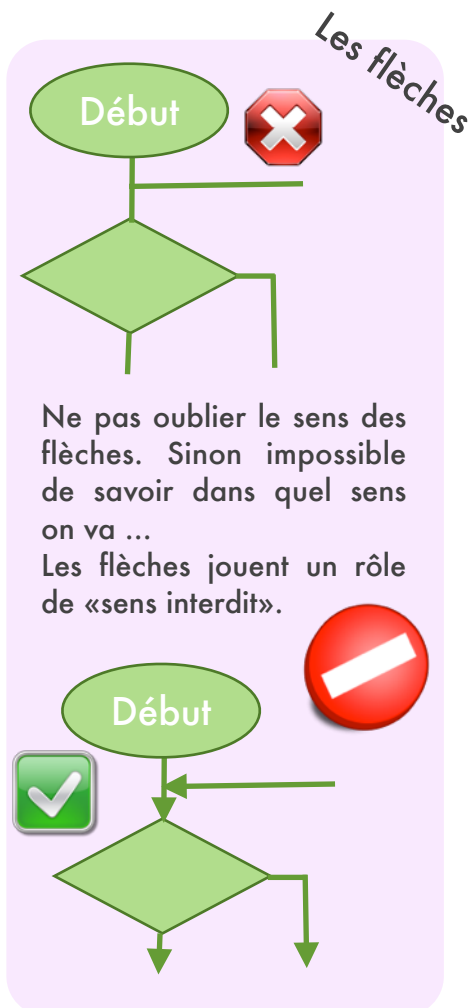 Les flèches
Début
Ne pas oublier le sens des
flèches. Sinon impossible
de savoir dans quel sens
on va ...
Les flèches jouent un rôle
de «sens interdit».
Début